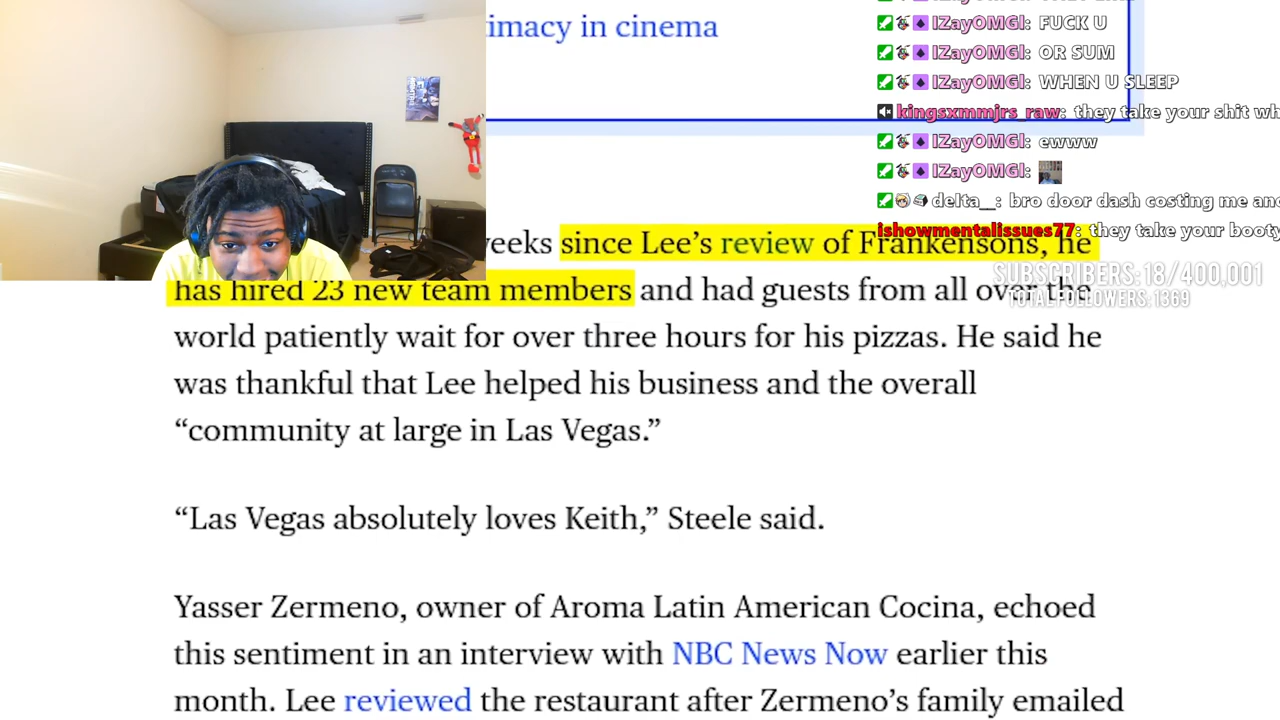 timacy in cinema
IZayOMGl: FUCK U
IZayOMGl: OR SUM
IZayOMGl: WHEN U SLEEP
kingsxmmjrs_raw: they take your shit wh
IZayOMGl: ewww
IZayOMGl:
delta__: bro door dash costing me and
ishowmentalissues77: they take your booty
SUBSCRIBERS: 18/400,001
TOTAL FOLLOWERS: 1369
weeks since Lee’s review of Frankensons, he
has hired 23 new team members and had guests from all over the
world patiently wait for over three hours for his pizzas. He said he
was thankful that Lee helped his business and the overall
“community at large in Las Vegas.”
“Las Vegas absolutely loves Keith,” Steele said.
Yasser Zermeno, owner of Aroma Latin American Cocina, echoed
this sentiment in an interview with NBC News Now earlier this
month. Lee reviewed the restaurant after Zermeno’s family emailed